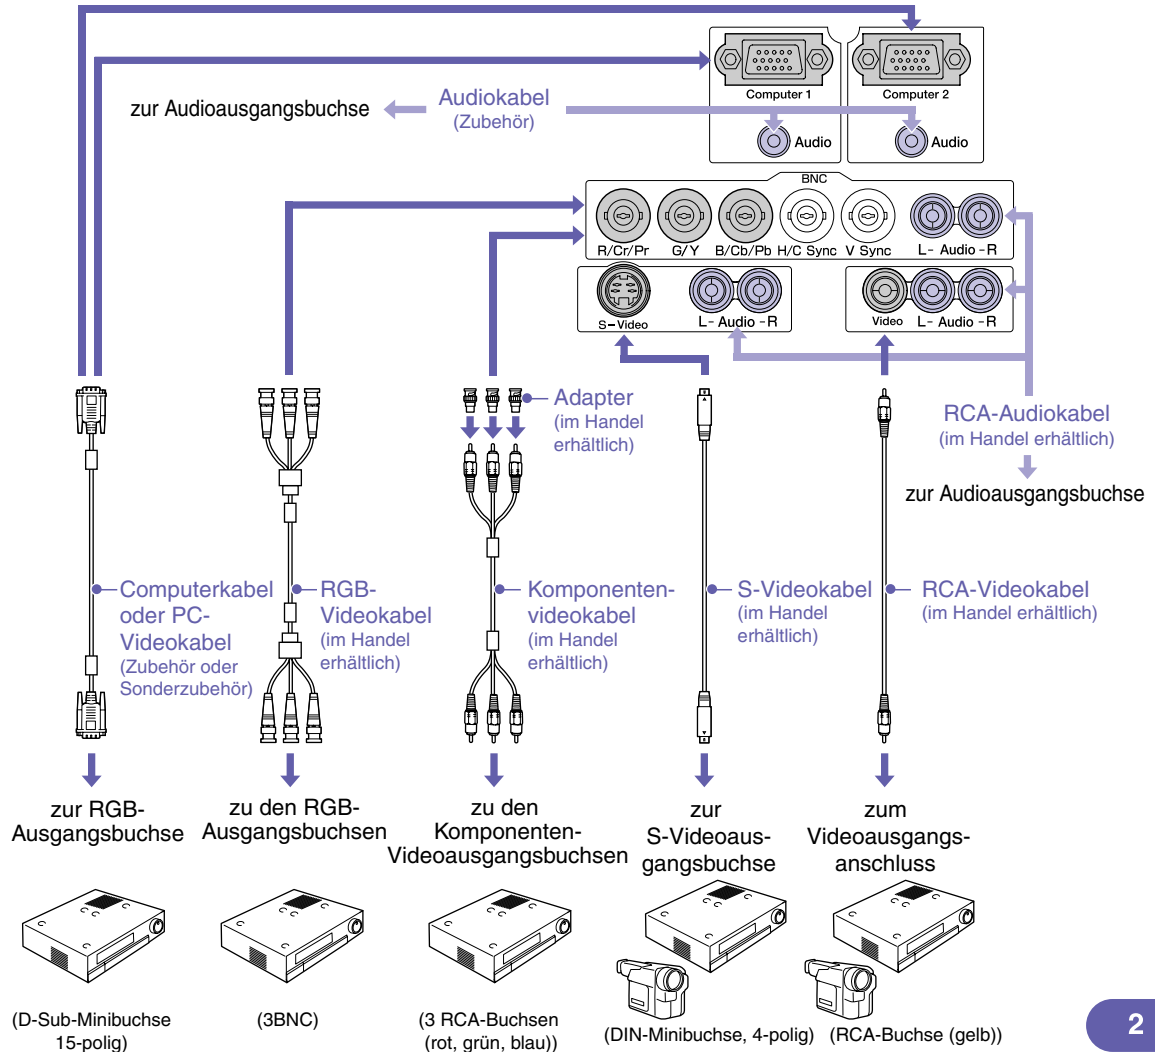 Computer 1
Computer 2
zur Audioausgangsbuchse
Audiokabel
(Zubehör)
Audio
Audio
BNC
R/Cr/Pr
G/Y
B/Cb/Pb
H/C Sync
V Sync
L- Audio -R
S-Video
L- Audio -R
Video
L- Audio -R
Adapter
(im Handel
erhältlich)
RCA-Audiokabel
(im Handel erhältlich)
zur Audioausgangsbuchse
Computerkabel
oder PC-
Videokabel
(Zubehör oder
Sonderzubehör)
RGB-
Videokabel
(im Handel
erhältlich)
Komponenten-
videokabel
(im Handel
erhältlich)
S-Videokabel
(im Handel
erhältlich)
RCA-Videokabel
(im Handel erhältlich)
zur RGB-
Ausgangsbuchse
zu den RGB-
Ausgangsbuchsen
zu den
Komponenten-
Videoausgangsbuchsen
zur
S-Videoaus-
gangsbuchse
zum
Videoausgangs-
anschluss
(D-Sub-Minibuchse
15-polig)
(3BNC)
(3 RCA-Buchsen
(rot, grün, blau))
(DIN-Minibuchse, 4-polig)
(RCA-Buchse (gelb))
2